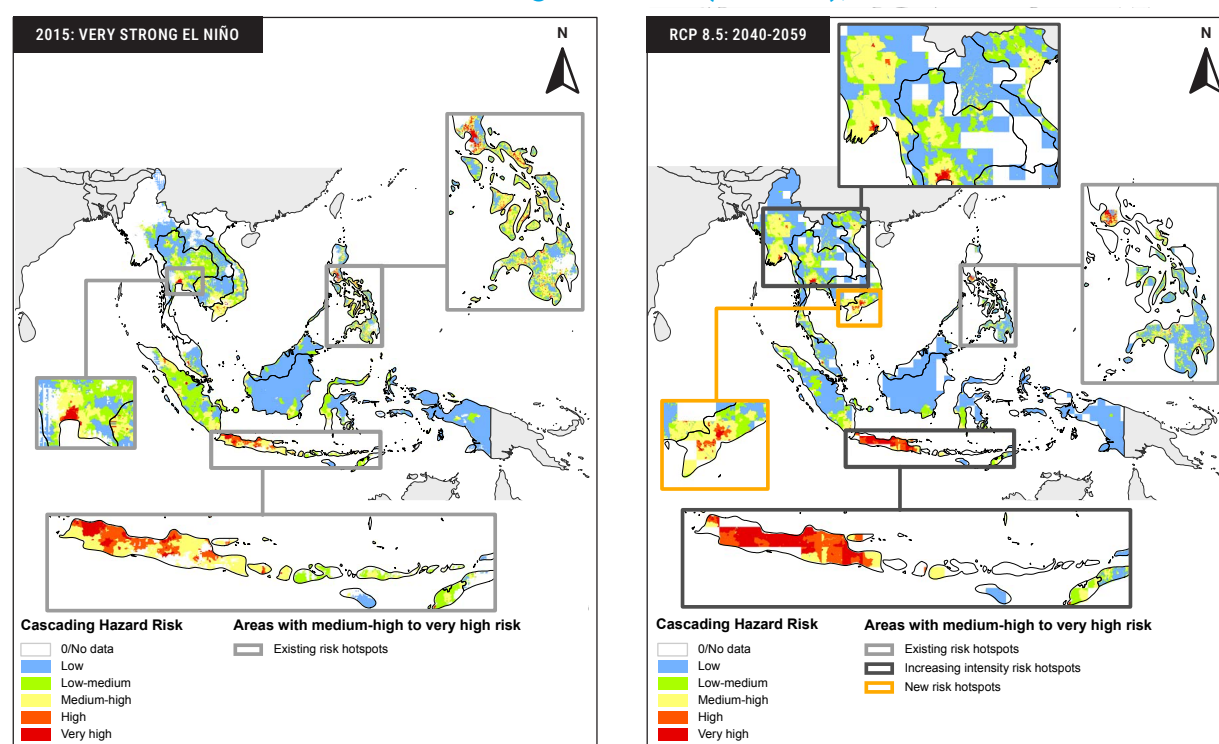 2015: VERY STRONG EL NIÑO
N
Cascading Hazard Risk
0/No data
Low
Low-medium
Medium-high
High
Very high
Areas with medium-high to very high risk
Existing risk hotspots
RCP 8.5: 2040-2059
N
Cascading Hazard Risk
0/No data
Low
Low-medium
Medium-high
High
Very high
Areas with medium-high to very high risk
Existing risk hotspots
Increasing intensity risk hotspots
New risk hotspots